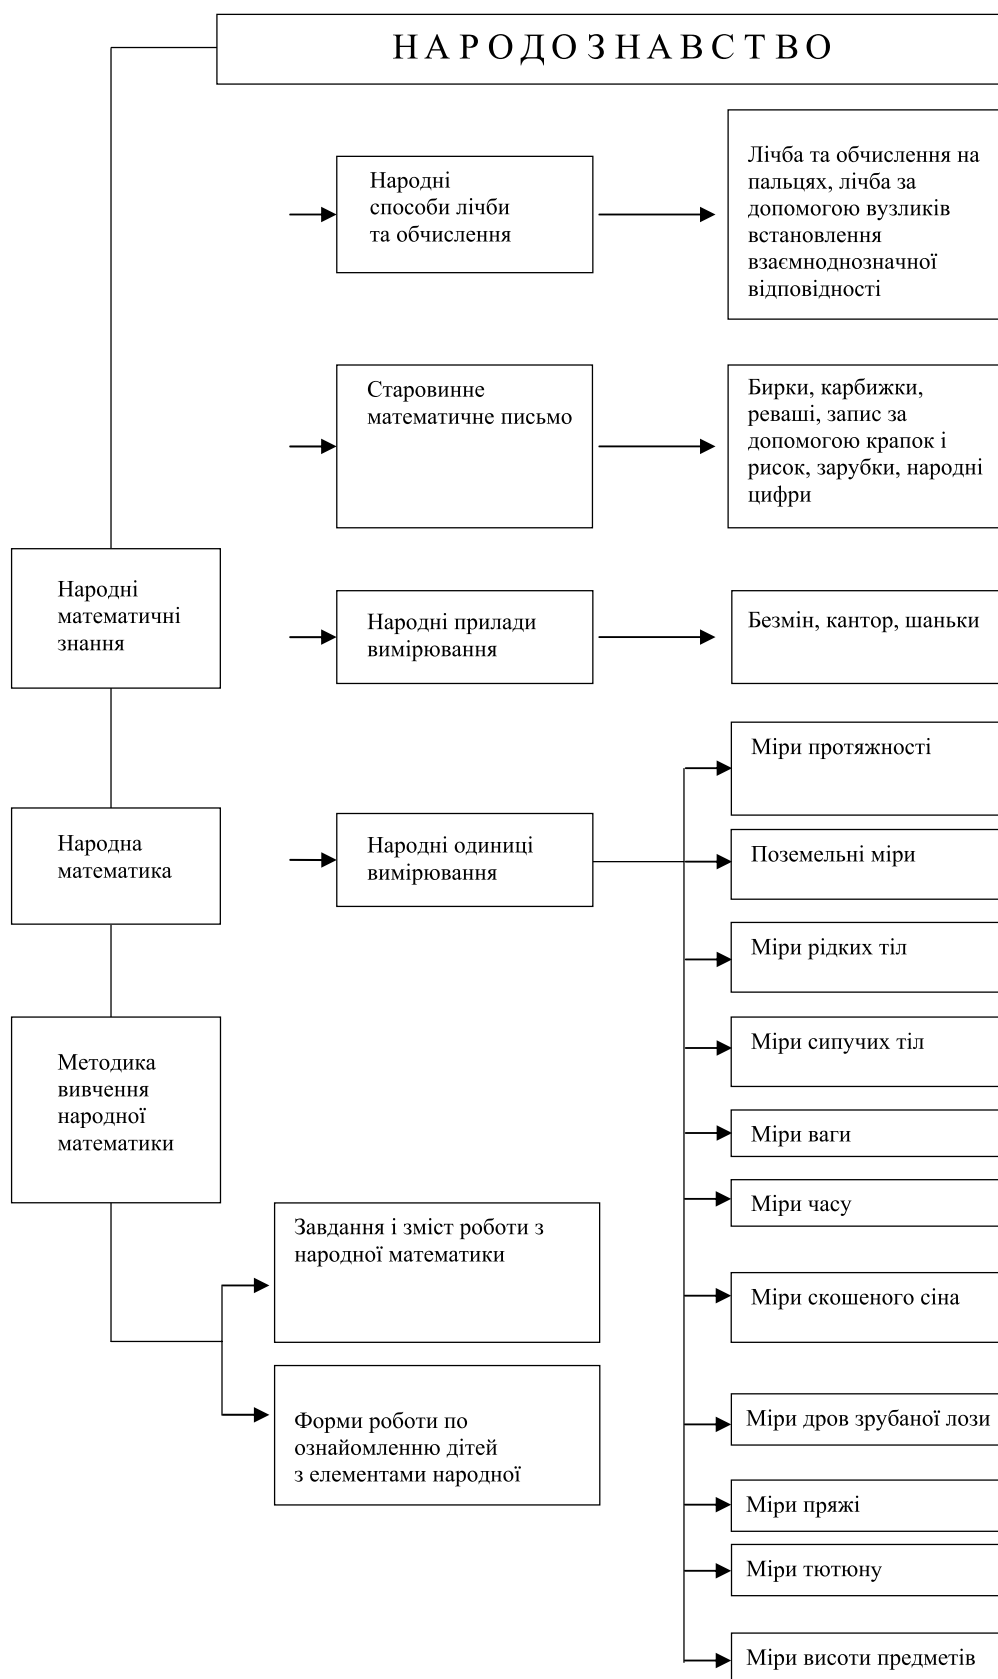 НАРОДОЗНАВСТВО
Народні
способи лічби
та обчислення
Лічба та обчислення на
пальцях, лічба за
допомогою вузликів
встановлення
взаємноднозначної
відповідності
Старовинне
математичне письмо
Бирки, карбижки,
реваші, запис за
допомогою крапок і
рисок, зарубки, народні
цифри
Народні
математичні
знання
Народні прилади
вимірювання
Безмін, кантор, шаньки
Народна
математика
Народні одиниці
вимірювання
Міри протяжності
Поземельні міри
Міри рідких тіл
Міри сипучих тіл
Міри ваги
Міри часу
Міри скошеного сіна
Міри дров зрубаної лози
Міри пряжі
Міри тютюну
Міри висоти предметів
Методика
вивчення
народної
математики
Завдання і зміст роботи з
народної математики
Форми роботи по
ознайомленню дітей
з елементами народної